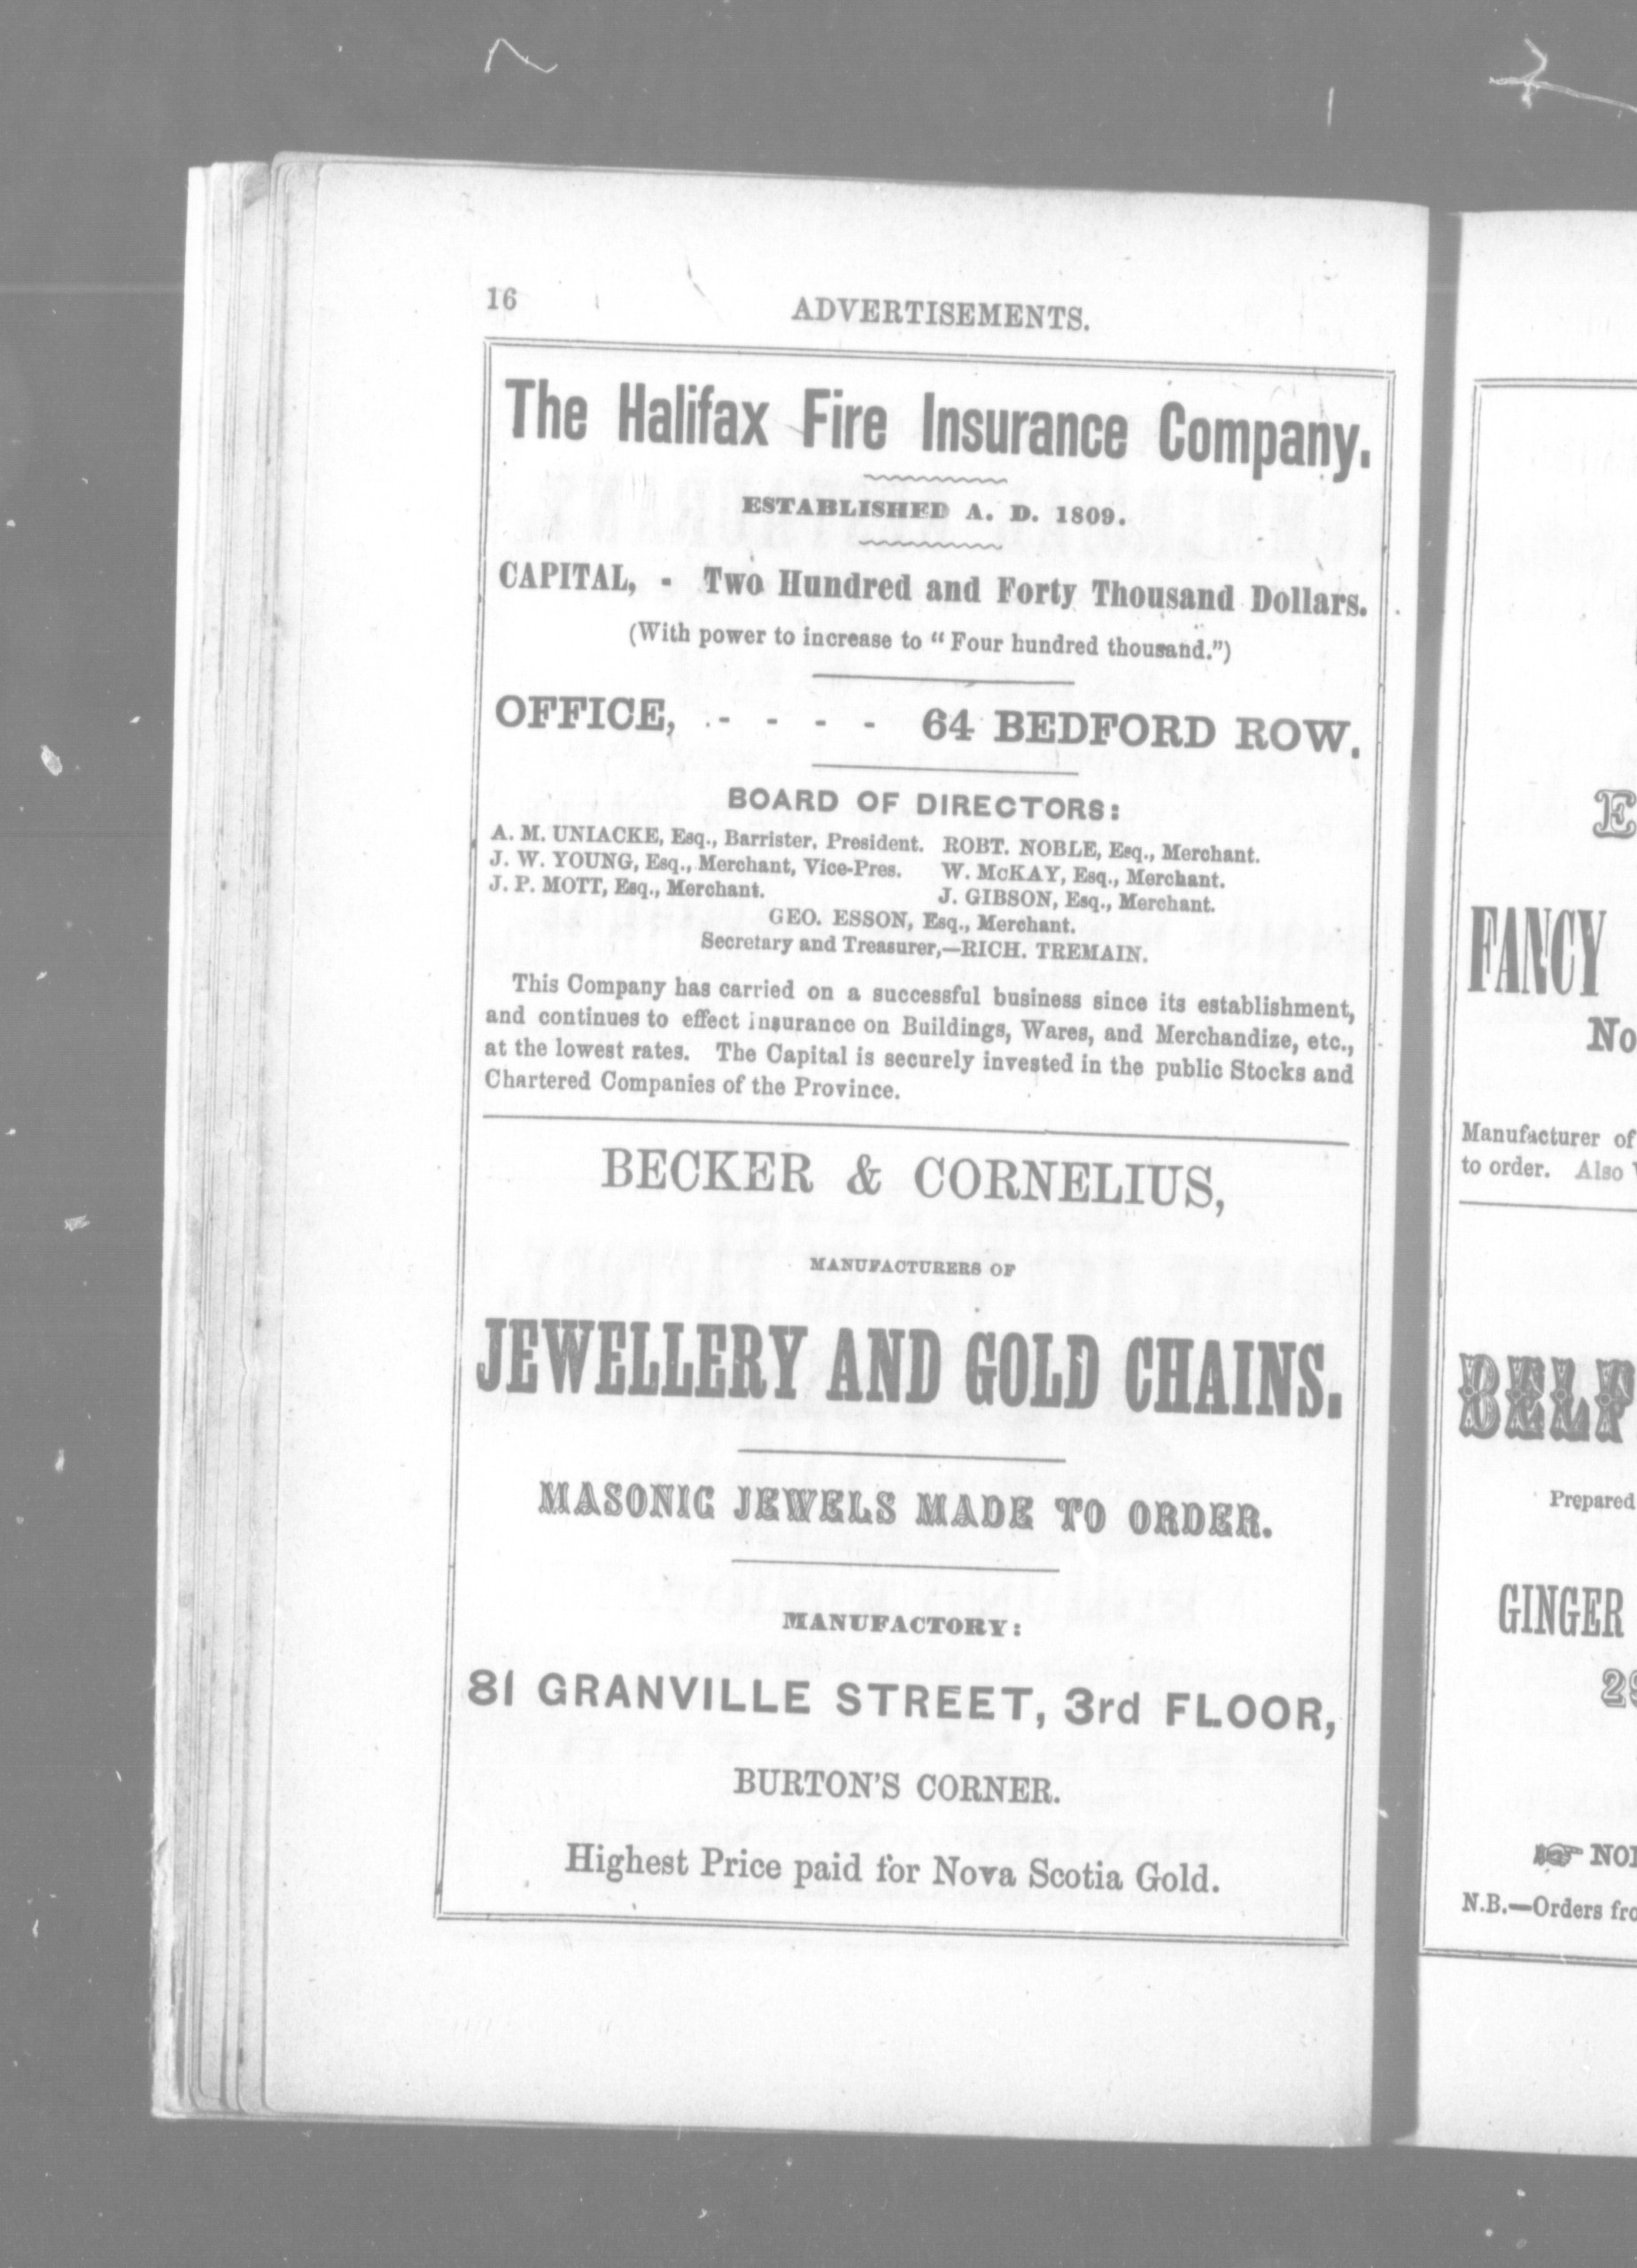 16
ADVERTISEMENTS.
The Halifax Fire Insurance Company.
ESTABLISHED A. D. 1809.
CAPITAL, - Two Hundred and Forty Thousand Dollars.
(With power to increase to “Four hundred thousand.”)
OFFICE, - - - - 64 BEDFORD ROW.
BOARD OF DIRECTORS:
A. M. UNIACKE, Esq., Barrister, President. ROBT. NOBLE, Esq., Merchant.
J. W. YOUNG, Esq., Merchant, Vice-Pres. W. McKAY, Esq., Merchant.
J. P. MOTT, Esq., Merchant. J. GIBSON, Esq., Merchant.
GEO. ESSON, Esq., Merchant.
Secretary and Treasurer,—RICH. TREMAIN.
This Company has carried on a successful business since its establishment,
and continues to effect insurance on Buildings, Wares, and Merchandize, etc.,
at the lowest rates. The Capital is securely invested in the public Stocks and
Chartered Companies of the Province.
BECKER & CORNELIUS,
MANUFACTURERS OF
JEWELLERY AND GOLD CHAINS.
MASONIC JEWELS MADE TO ORDER.
MANUFACTORY:
81 GRANVILLE STREET, 3rd FLOOR,
BURTON'S CORNER.
Highest Price paid for Nova Scotia Gold.
FANCY
No
Manufacturer of
to order. Also
BELF
Prepared
GINGER
29
N.B.—Orders fro